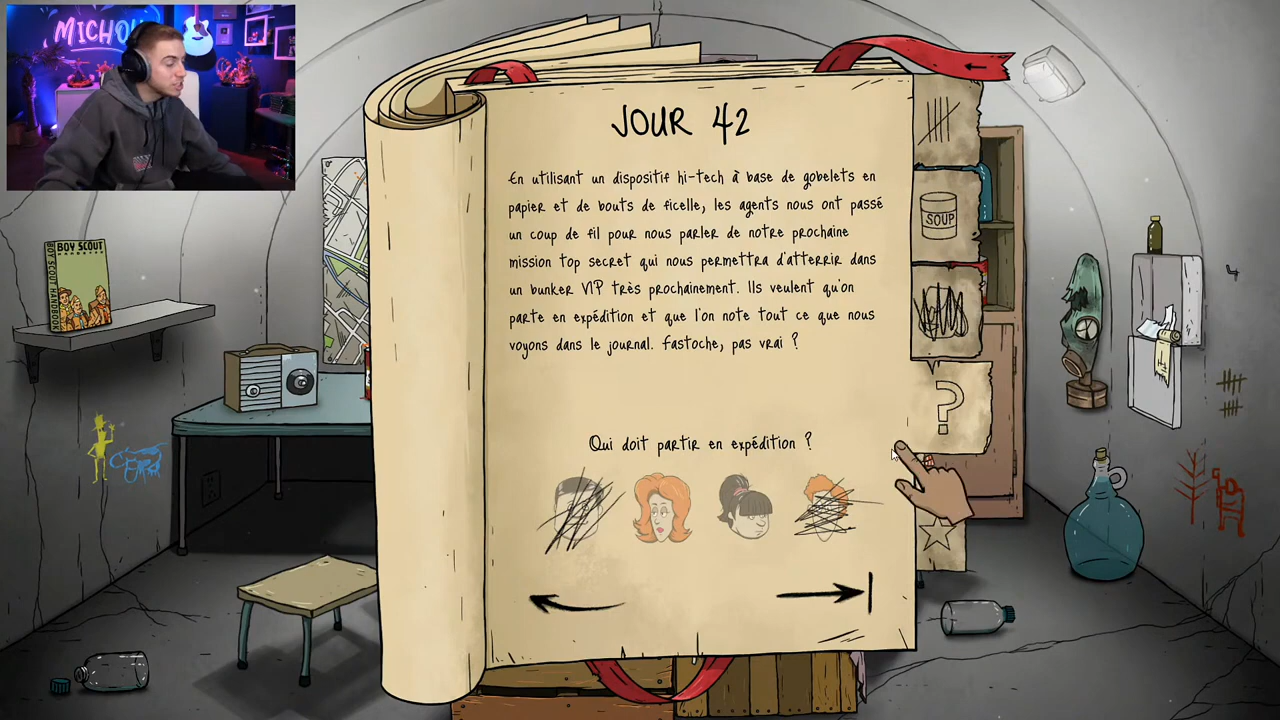 MICHOU
BOY SCOUT
HANDBOOK
BOY SCOUT HANDBOOK
SOUP
JOUR 42
En utilisant un dispositif hi-tech à base de gobelets en
papier et de bouts de ficelle, les agents nous ont passé
un coup de fil pour nous parler de notre prochaine
mission top secret qui nous permettra d'atterrir dans
un bunker VIP très prochainement. Ils veulent qu'on
parte en expédition et que l'on note tout ce que nous
voyons dans le journal. Fastoche, pas vrai ?
Qui doit partir en expédition ?
?